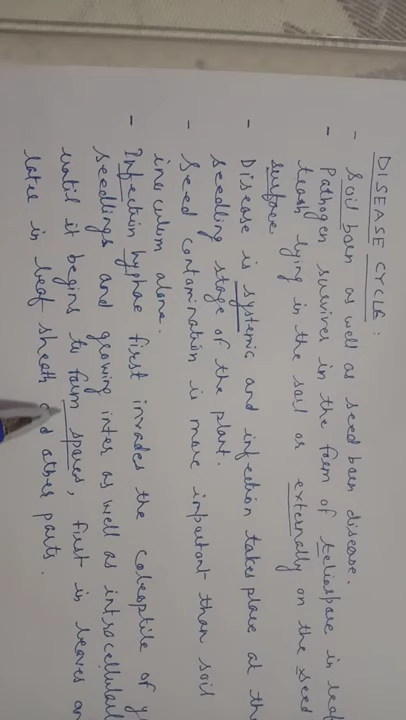 DISEASE CYCLE:
- Soil born as well as seed born disease.
- Pathogen survives in the form of teliospore in leaf
trash lying in the soil or externally on the seed
surface
- Disease is systemic and infection takes place at the
seedling stage of the plant.
- Seed contamination is more important than soil
inoculum alone.
- Infection hyphae first invades the coleoptile of
seedlings and growing inter as well as intracellular
until it begins to form spores, first in leaves
later in leaf sheath and other parts.